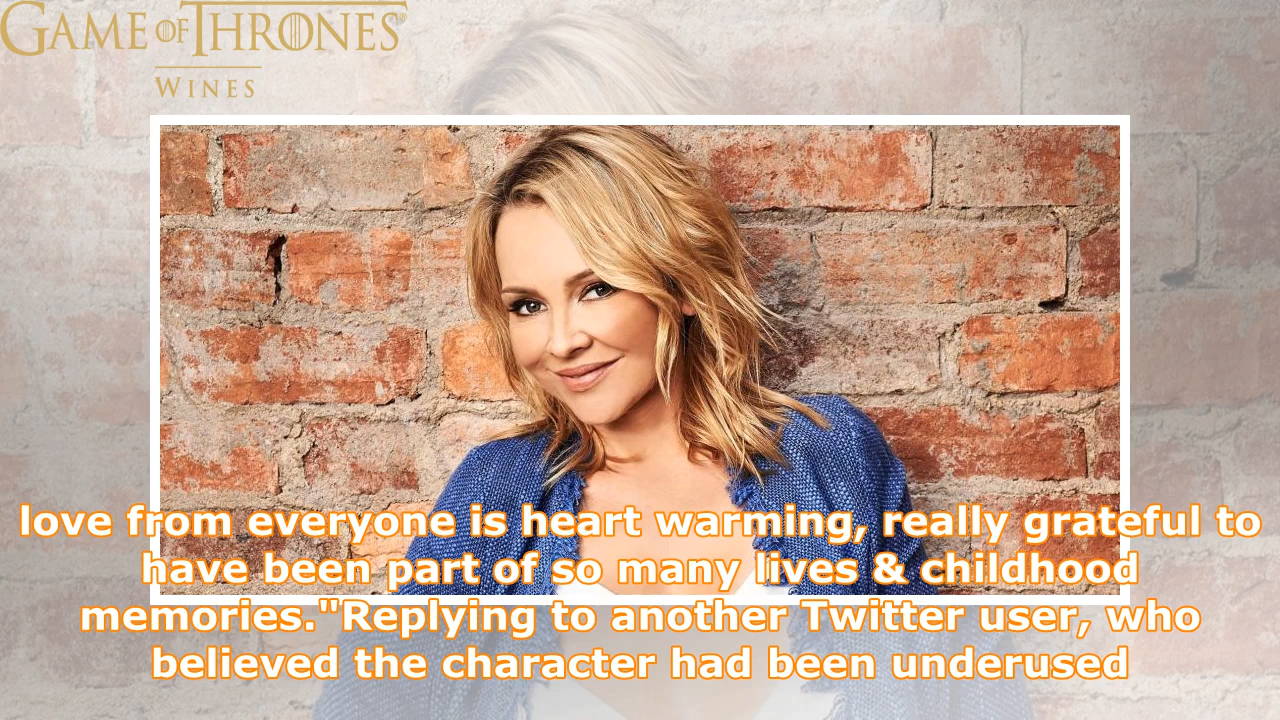 GAME OF THRONES
WINES
love from everyone is heart warming, really grateful to
have been part of so many lives & childhood
memories."Replying to another Twitter user, who
believed the character had been underused